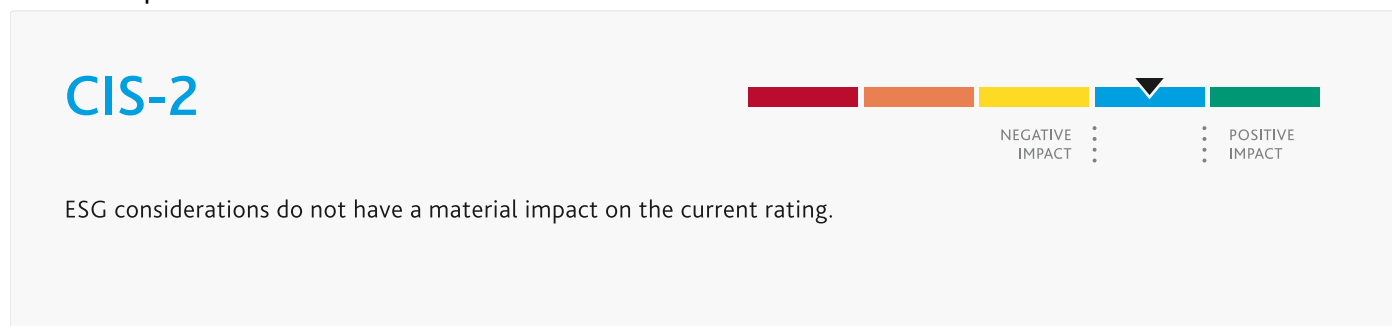 CIS-2
NEGATIVE
IMPACT
POSITIVE
IMPACT
ESG considerations do not have a material impact on the current rating.